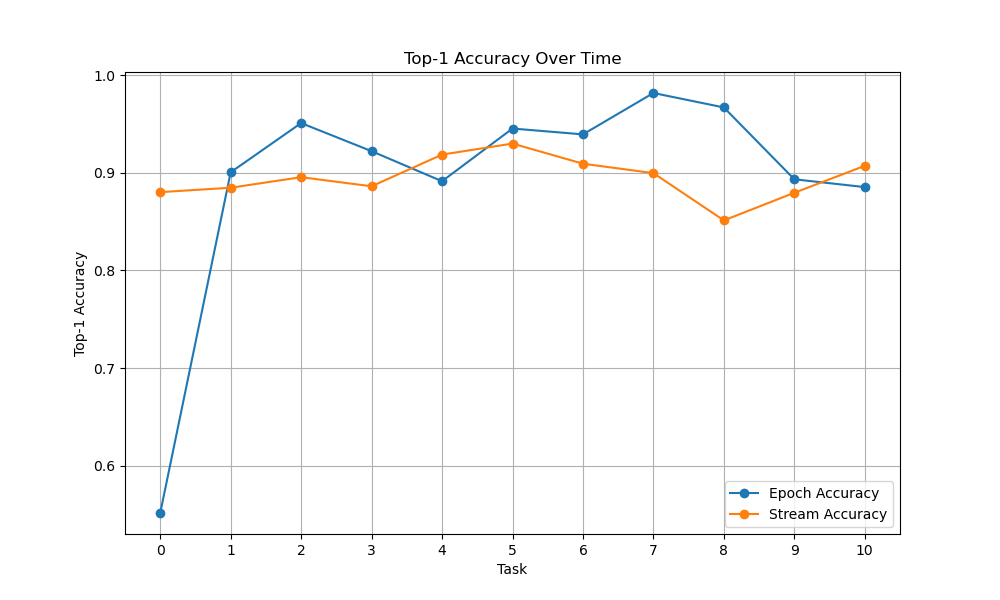 Top-1 Accuracy Over Time
Top-1 Accuracy
1.0
0.9
0.8
0.7
0.6
0 1 2 3 4 5 6 7 8 9 10
Task
Epoch Accuracy
Stream Accuracy